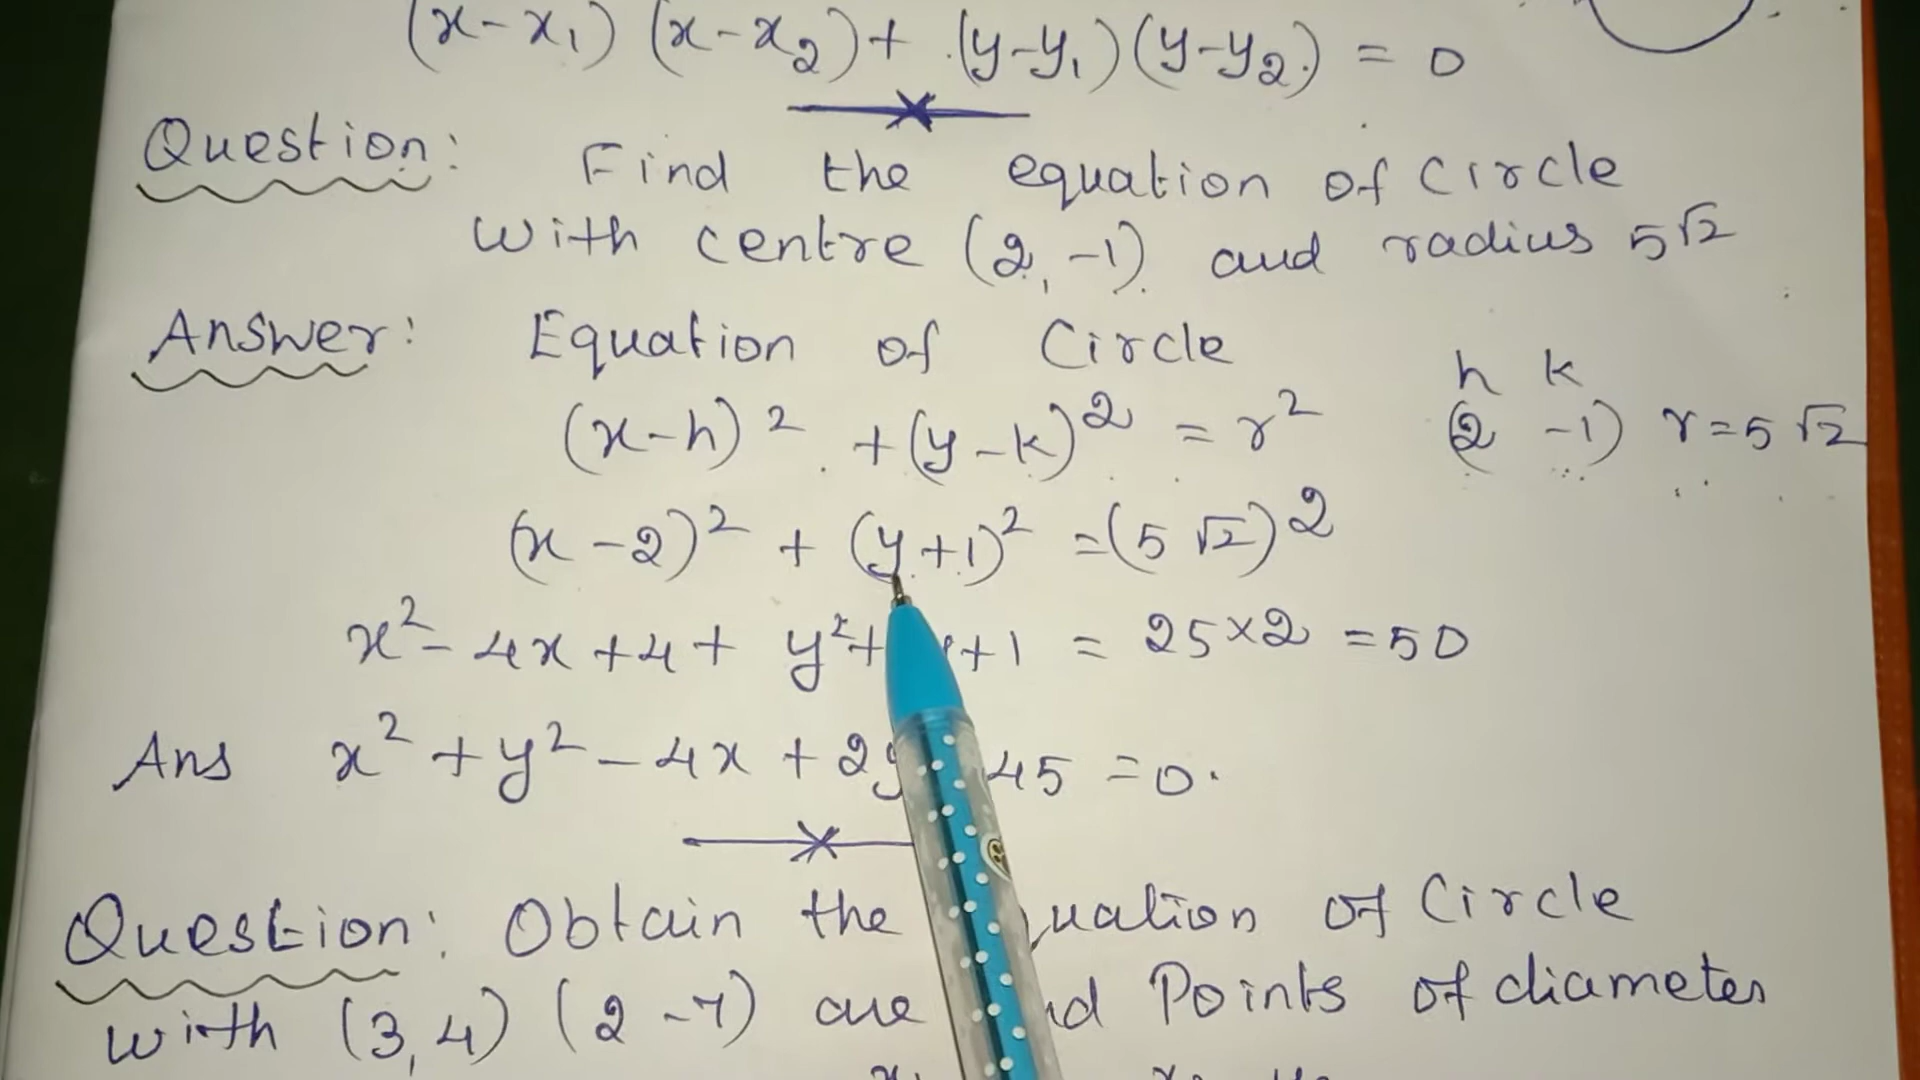 (x-x₁) (x-x₂)+ (y-y₁)(y-y₂) = 0
Question: Find the equation of circle
with centre (2,-1) and radius 5√2
Answer: Equation of Circle
h k
(x-h)² +(y-k)² = r² (2 -1) r=5√2
(x-2)² + (y+1)² =(5√2)²
x²-4x+4+ y²+ +1 = 25×2 =50
Ans x²+y²-4x+2y 45 =0.
Question: Obtain the of Circle
with (3,4) (2 -7) are Points of diameter